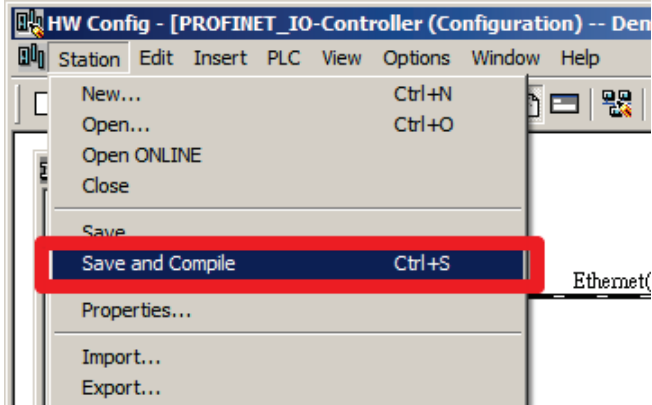 HW Config - [PROFINET_IO-Controller (Configuration) -- Dem
Station Edit Insert PLC View Options Window Help
New... Ctrl+N
Open... Ctrl+O
Open ONLINE
Close
Save
Save and Compile Ctrl+S
Ethernet(
Properties...
Import...
Export...